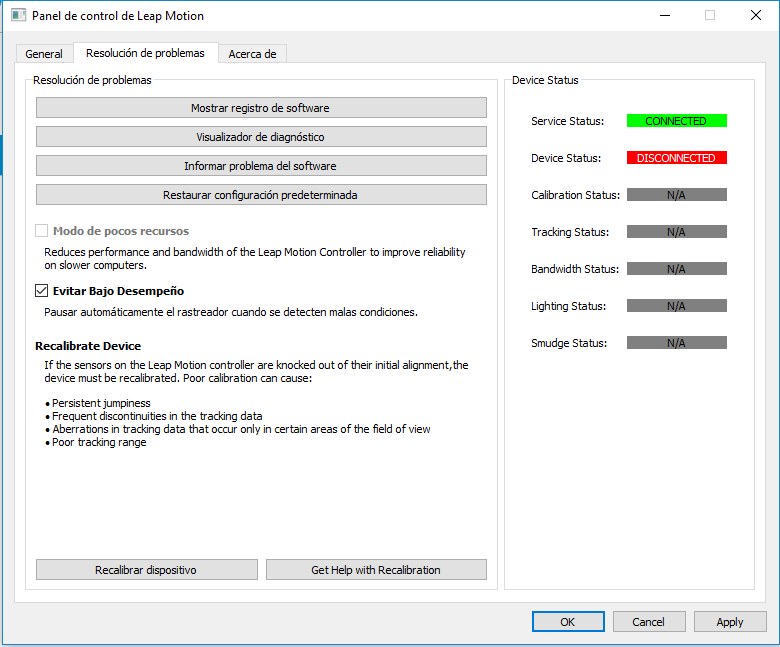 Panel de control de Leap Motion
General
Resolución de problemas
Acerca de
Resolución de problemas
Mostrar registro de software
Visualizador de diagnóstico
Informar problema del software
Restaurar configuración predeterminada
Modo de pocos recursos
Reduces performance and bandwidth of the Leap Motion Controller to improve reliability
on slower computers.
Evitar Bajo Desempeño
Pausar automáticamente el rastreador cuando se detecten malas condiciones.
Recalibrate Device
If the sensors on the Leap Motion controller are knocked out of their initial alignment,the
device must be recalibrated. Poor calibration can cause:
• Persistent jumpiness
• Frequent discontinuities in the tracking data
• Aberrations in tracking data that occur only in certain areas of the field of view
• Poor tracking range
Recalibrar dispositivo
Get Help with Recalibration
Device Status
Service Status: CONNECTED
Device Status: DISCONNECTED
Calibration Status: N/A
Tracking Status: N/A
Bandwidth Status: N/A
Lighting Status: N/A
Smudge Status: N/A
OK
Cancel
Apply